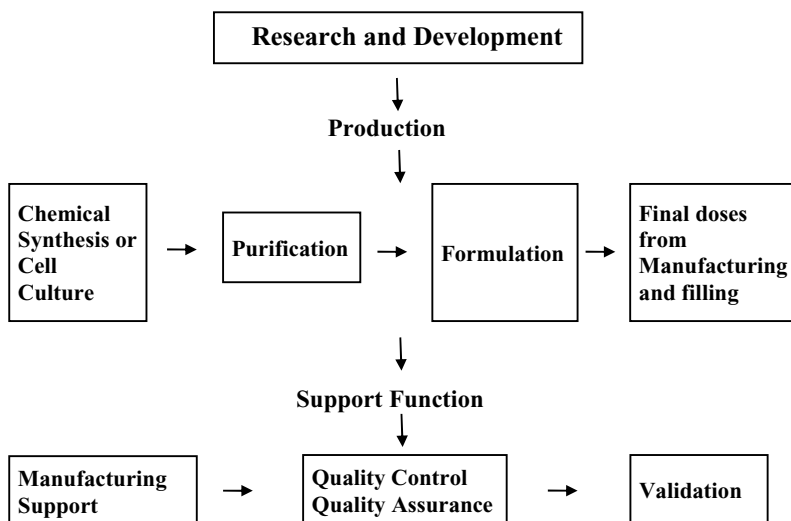 Research and Development
Production
Chemical
Synthesis or
Cell
Culture
Purification
Formulation
Final doses
from
Manufacturing
and filling
Support Function
Manufacturing
Support
Quality Control
Quality Assurance
Validation